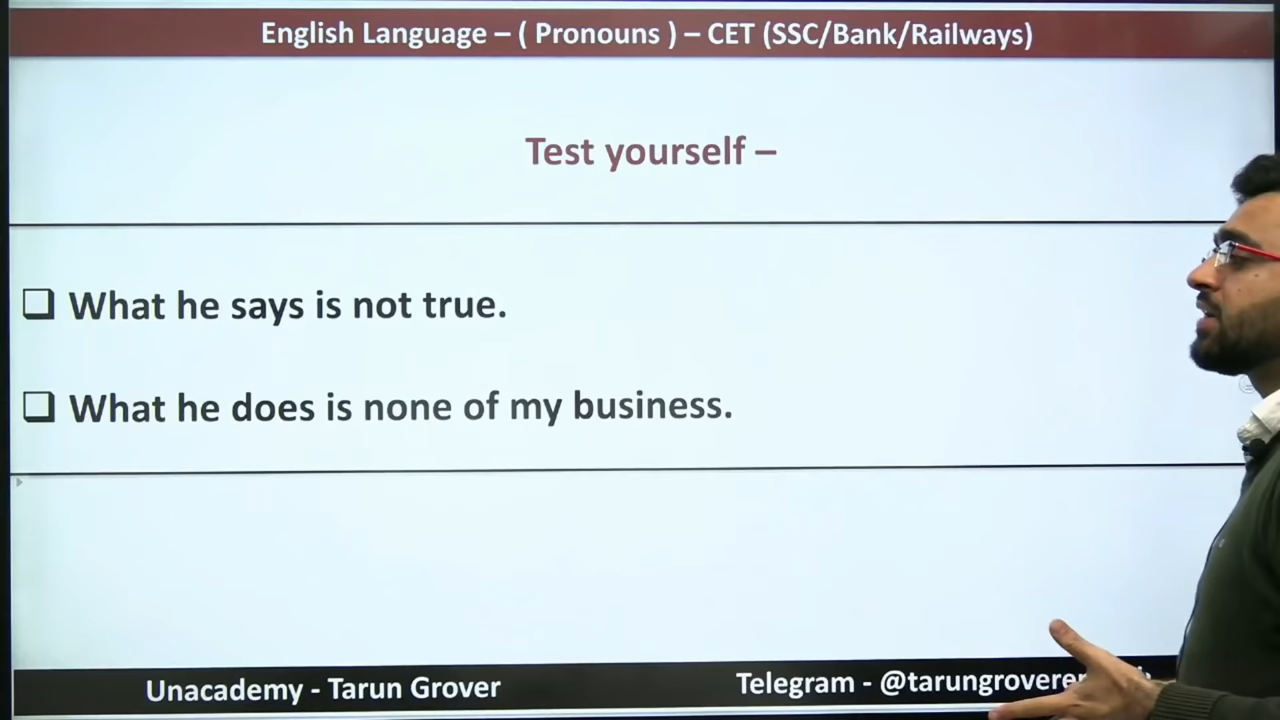 English Language – ( Pronouns ) – CET (SSC/Bank/Railways)
Test yourself –
❑ What he says is not true.
❑ What he does is none of my business.
Unacademy - Tarun Grover
Telegram -